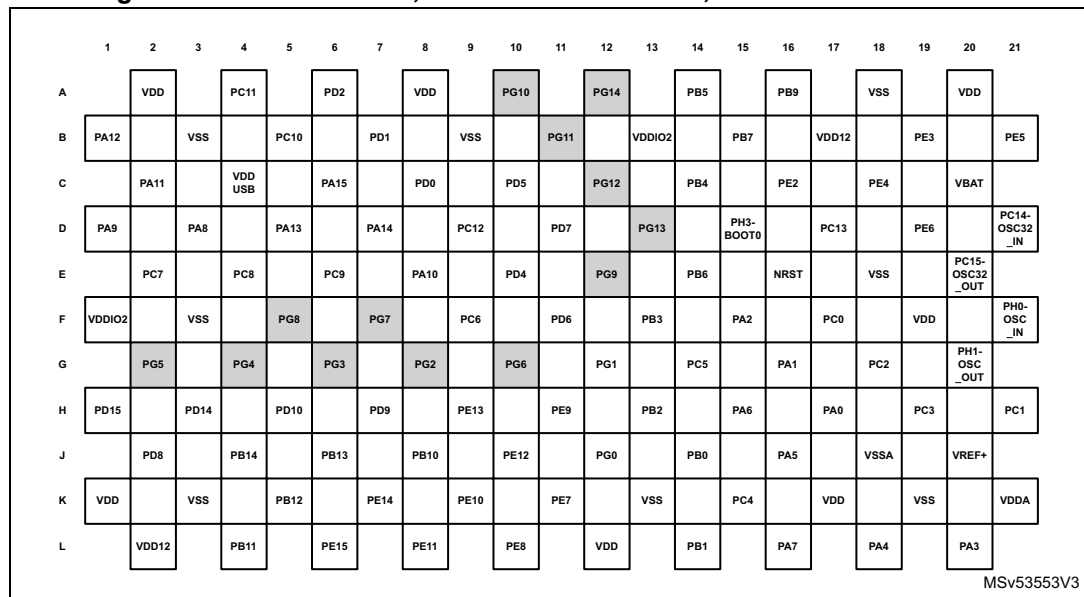 1 2 3 4 5 6 7 8 9 10 11 12 13 14 15 16 17 18 19 20 21
A VDD PC11 PD2 VDD PG10 PG14 PB5 PB9 VSS VDD
B PA12 VSS PC10 PD1 VSS PG11 VDDIO2 PB7 VDD12 PE3 PE5
C PA11 VDD USB PA15 PD0 PD5 PG12 PB4 PE2 PE4 VBAT
D PA9 PA8 PA13 PA14 PC12 PD7 PG13 PH3-BOOT0 PC13 PE6 PC14-OSC32_IN
E PC7 PC8 PC9 PA10 PD4 PG9 PB6 NRST VSS PC15-OSC32_OUT
F VDDIO2 VSS PG8 PG7 PC6 PD6 PB3 PA2 PC0 VDD PH0-OSC_IN
G PG5 PG4 PG3 PG2 PG6 PG1 PC5 PA1 PC2 PH1-OSC_OUT
H PD15 PD14 PD10 PD9 PE13 PE9 PB2 PA6 PA0 PC3 PC1
J PD8 PB14 PB13 PB10 PE12 PG0 PB0 PA5 VSSA VREF+
K VDD VSS PB12 PE14 PE10 PE7 VSS PC4 VDD VSS VDDA
L VDD12 PB11 PE15 PE11 PE8 VDD PB1 PA7 PA4 PA3
MSv53553V3